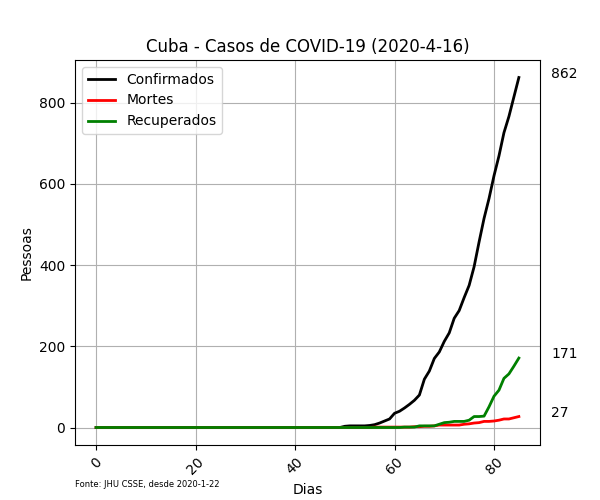 Cuba - Casos de COVID-19 (2020-4-16)
Confirmados
Mortes
Recuperados
862
171
27
Pessoas
800
600
400
200
0
0
20
40
60
80
Dias
Fonte: JHU CSSE, desde 2020-1-22